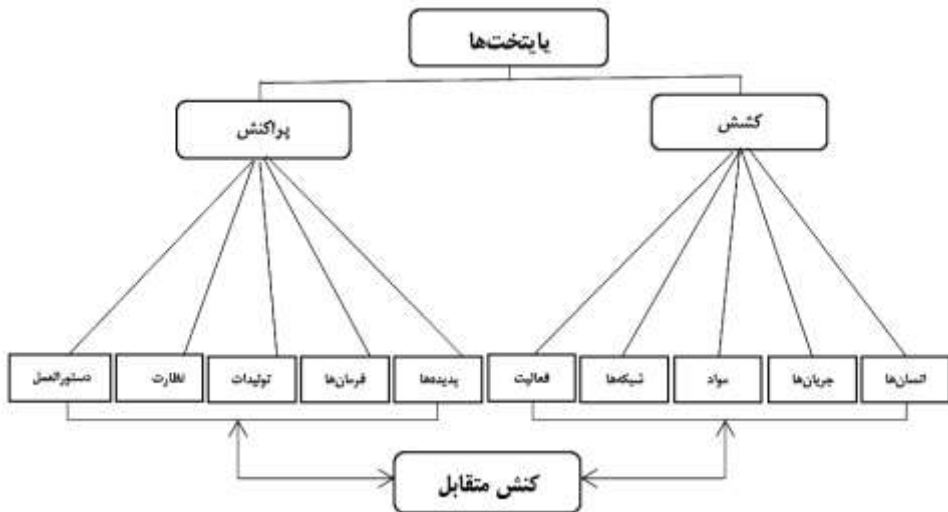 پایتخت‌ها
کشش
پراکنش
انسان‌ها
جریان‌ها
مواد
شبکه‌ها
فعالیت
پدیده‌ها
فرمان‌ها
تولیدات
نظارت
دستورالعمل
کنش متقابل